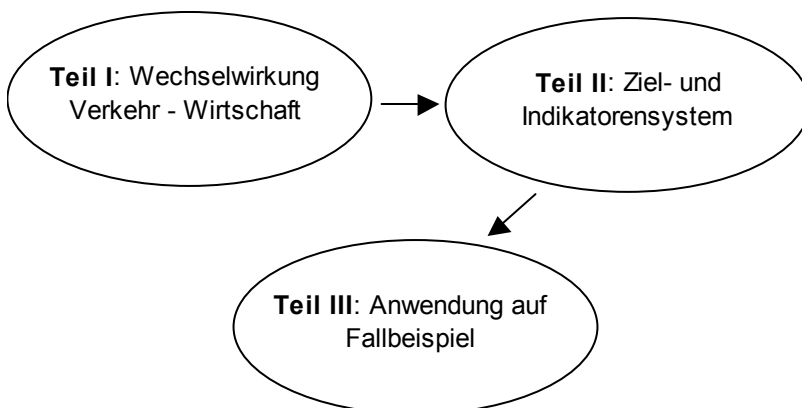 Teil I: Wechselwirkung
Verkehr - Wirtschaft
Teil II: Ziel- und
Indikatorensystem
Teil III: Anwendung auf
Fallbeispiel